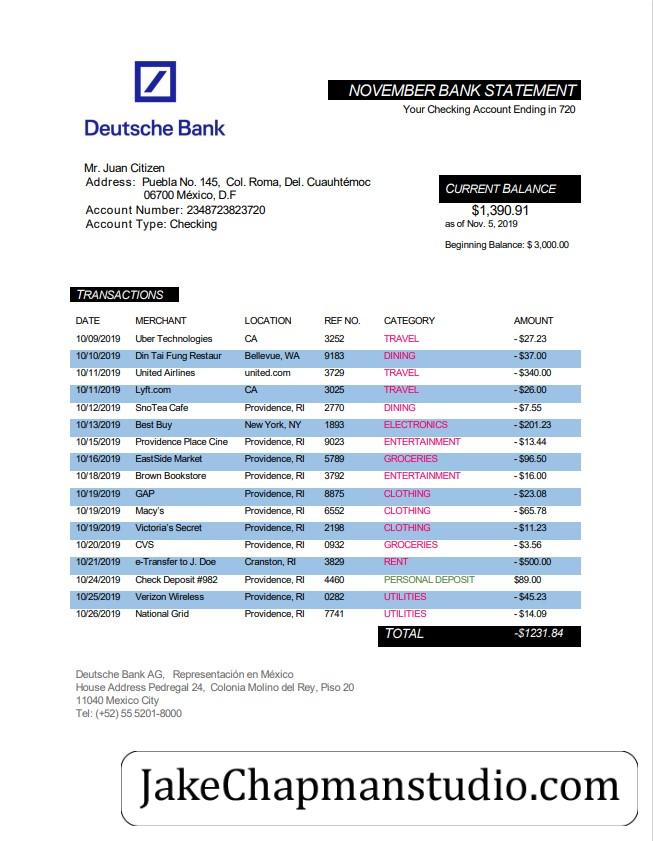 Deutsche Bank
NOVEMBER BANK STATEMENT
Your Checking Account Ending in 720
Mr. Juan Citizen
Address: Puebla No. 145, Col. Roma, Del. Cuauhtémoc
06700 México, D.F
Account Number: 2348723823720
Account Type: Checking
CURRENT BALANCE
$1,390.91
as of Nov. 5, 2019
Beginning Balance: $ 3,000.00
TRANSACTIONS
DATE MERCHANT LOCATION REF NO. CATEGORY AMOUNT
10/09/2019 Uber Technologies CA 3252 TRAVEL - $27.23
10/10/2019 Din Tai Fung Restaur Bellevue, WA 9183 DINING - $37.00
10/11/2019 United Airlines united.com 3729 TRAVEL - $340.00
10/11/2019 Lyft.com CA 3025 TRAVEL - $26.00
10/12/2019 SnoTea Cafe Providence, RI 2770 DINING - $7.55
10/13/2019 Best Buy New York, NY 1893 ELECTRONICS - $201.23
10/15/2019 Providence Place Cine Providence, RI 9023 ENTERTAINMENT - $13.44
10/16/2019 EastSide Market Providence, RI 5789 GROCERIES - $96.50
10/18/2019 Brown Bookstore Providence, RI 3792 ENTERTAINMENT - $16.00
10/19/2019 GAP Providence, RI 8875 CLOTHING - $23.08
10/19/2019 Macy's Providence, RI 6552 CLOTHING - $65.78
10/19/2019 Victoria's Secret Providence, RI 2198 CLOTHING - $11.23
10/20/2019 CVS Providence, RI 0932 GROCERIES - $3.56
10/21/2019 e-Transfer to J. Doe Cranston, RI 3829 RENT - $500.00
10/24/2019 Check Deposit #982 Providence, RI 4460 PERSONAL DEPOSIT $89.00
10/25/2019 Verizon Wireless Providence, RI 0282 UTILITIES - $45.23
10/26/2019 National Grid Providence, RI 7741 UTILITIES - $14.09
TOTAL -$1231.84
Deutsche Bank AG, Representación en México
House Address Pedregal 24, Colonia Molino del Rey, Piso 20
11040 Mexico City
Tel: (+52) 55 5201-8000
JakeChapmanstudio.com